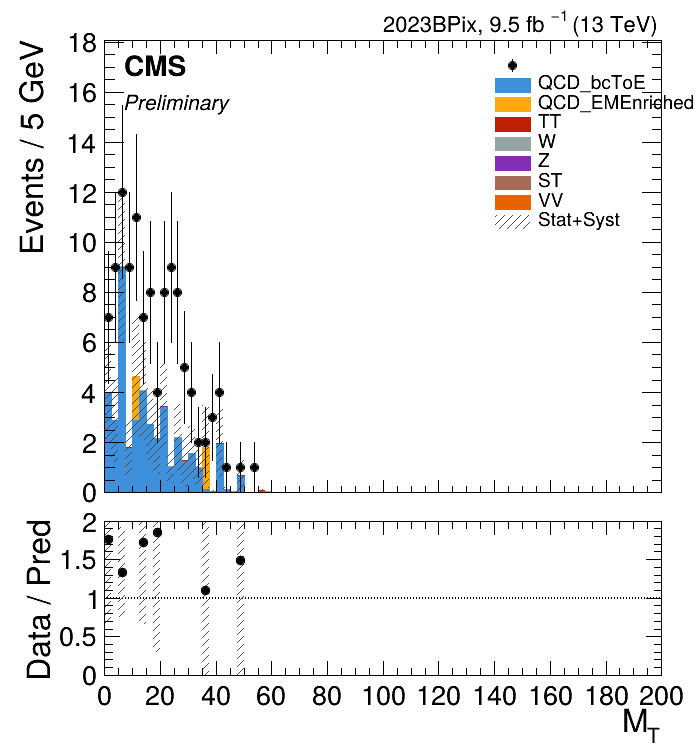 2023BPix, 9.5 fb⁻¹ (13 TeV)
CMS
Preliminary
Events / 5 GeV
18
16
14
12
10
8
6
4
2
0
QCD_bcToE
QCD_EMEnriched
TT
W
Z
ST
VV
Stat+Syst
Data / Pred
2
1.5
1
0.5
0
0 20 40 60 80 100 120 140 160 180 200
M_T